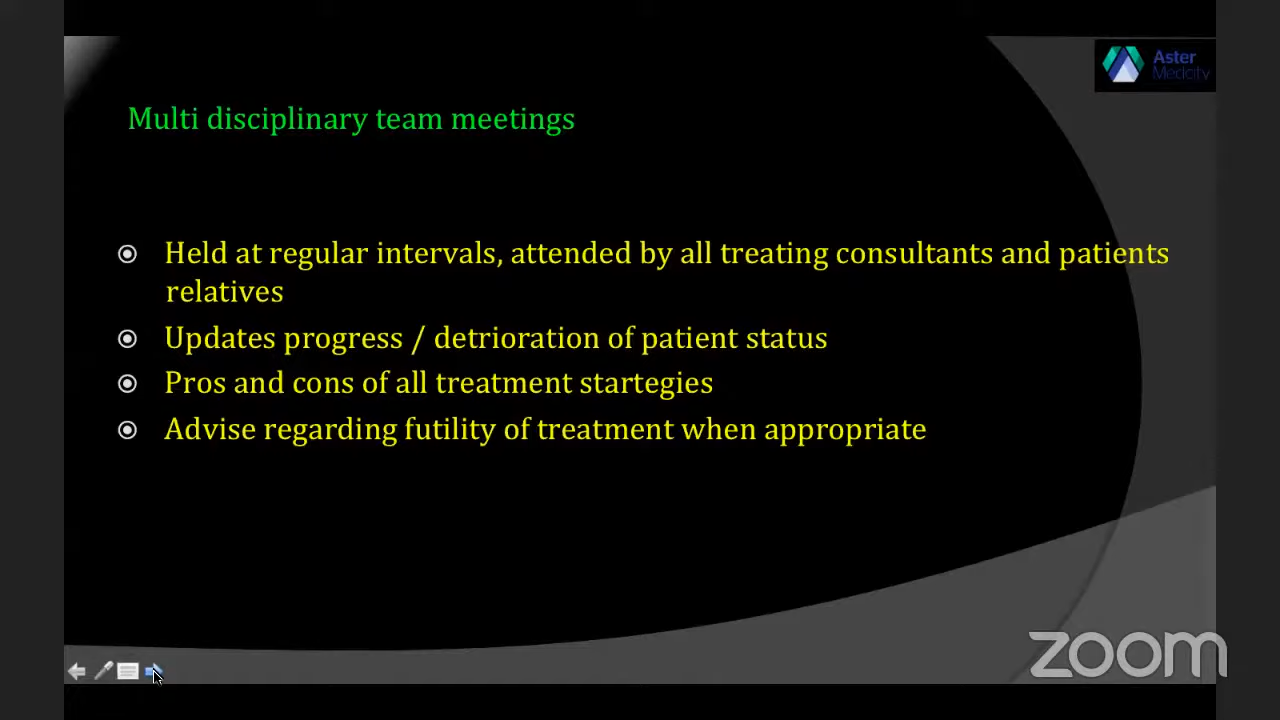 Aster
Medcity
Multi disciplinary team meetings
Held at regular intervals, attended by all treating consultants and patients
relatives
Updates progress / detrioration of patient status
Pros and cons of all treatment startegies
Advise regarding futility of treatment when appropriate
zoom